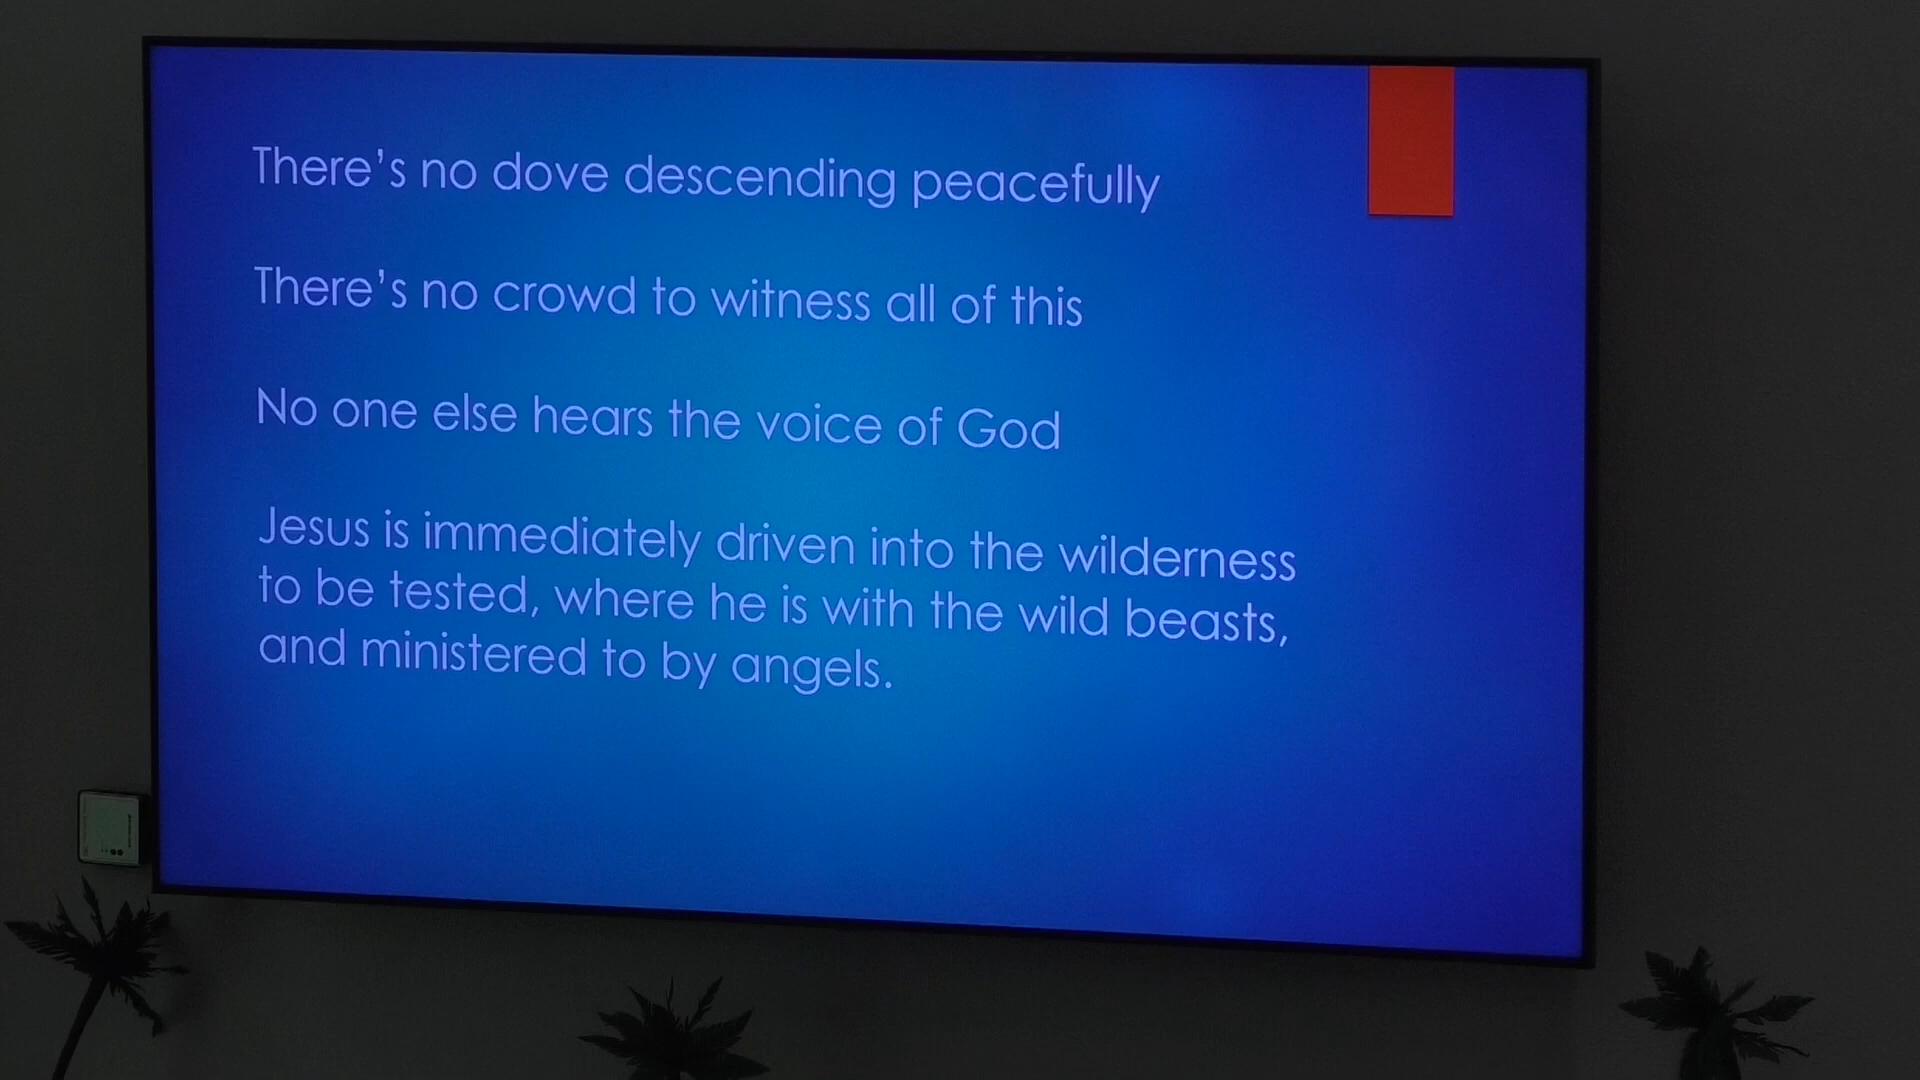 There's no dove descending peacefully
There's no crowd to witness all of this
No one else hears the voice of God
Jesus is immediately driven into the wilderness
to be tested, where he is with the wild beasts,
and ministered to by angels.